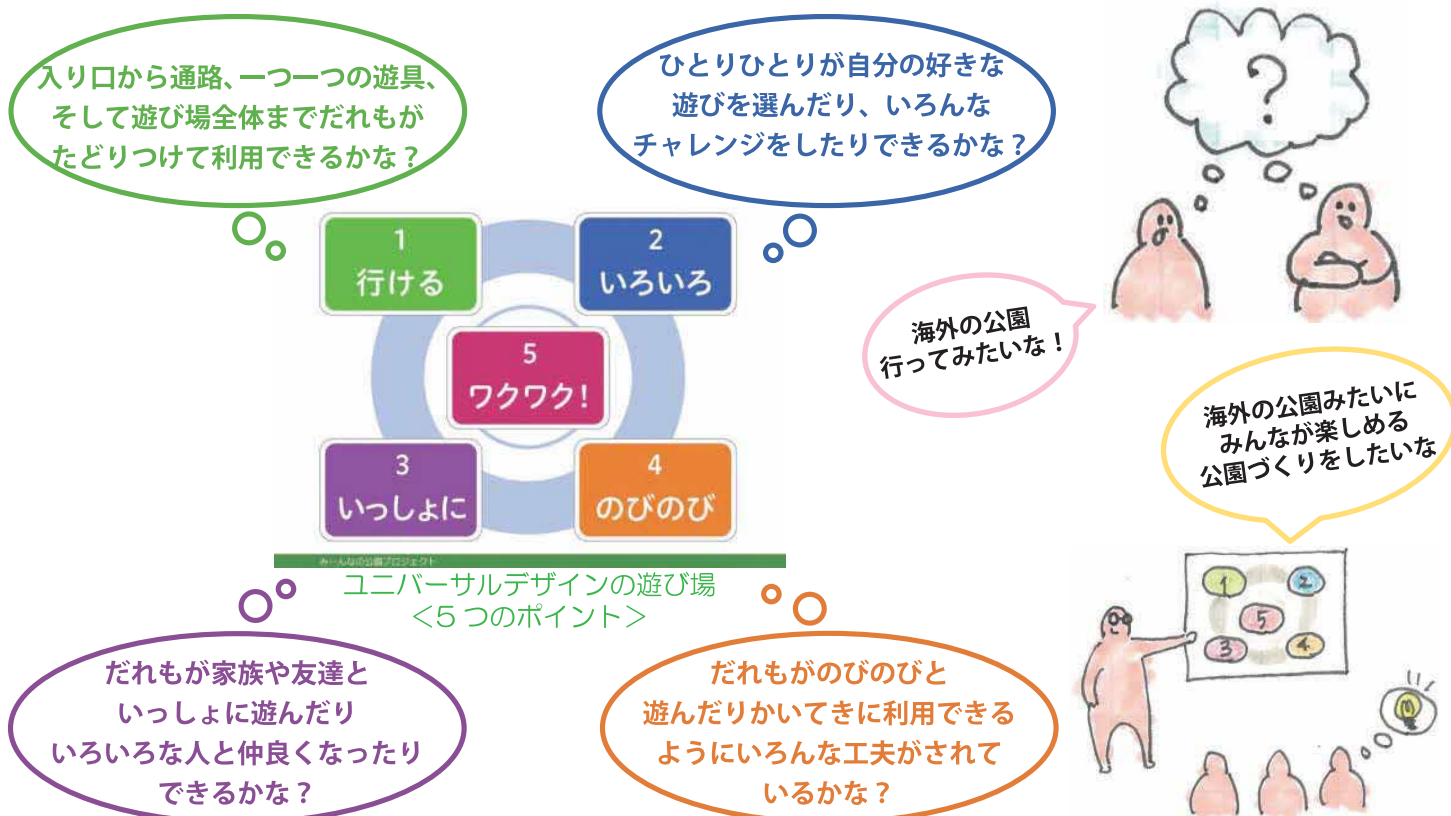 入り口から通路、一つ一つの遊具、
そして遊び場全体までだれもが
たどりつけて利用できるかな？
ひとりひとりが自分の好きな
遊びを選んだり、いろんな
チャレンジをしたりできるかな？
?
1
行ける
2
いろいろ
5
ワクワク！
3
いっしょに
4
のびのび
みーんなの公園プロジェクト
ユニバーサルデザインの遊び場
＜5つのポイント＞
だれもが家族や友達と
いっしょに遊んだり
いろいろな人と仲良くなったり
できるかな？
だれもがのびのびと
遊んだりかいてきに利用できる
ようにいろんな工夫がされて
いるかな？
海外の公園
行ってみたいな！
海外の公園みたいに
みんなが楽しめる
公園づくりをしたいな
1
2
5
3
4